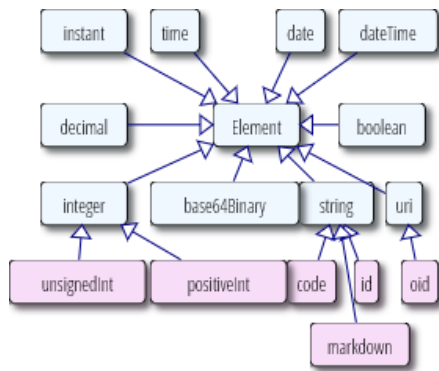 instant
time
date
dateTime
decimal
Element
boolean
integer
base64Binary
string
uri
unsignedInt
positiveInt
code
id
oid
markdown